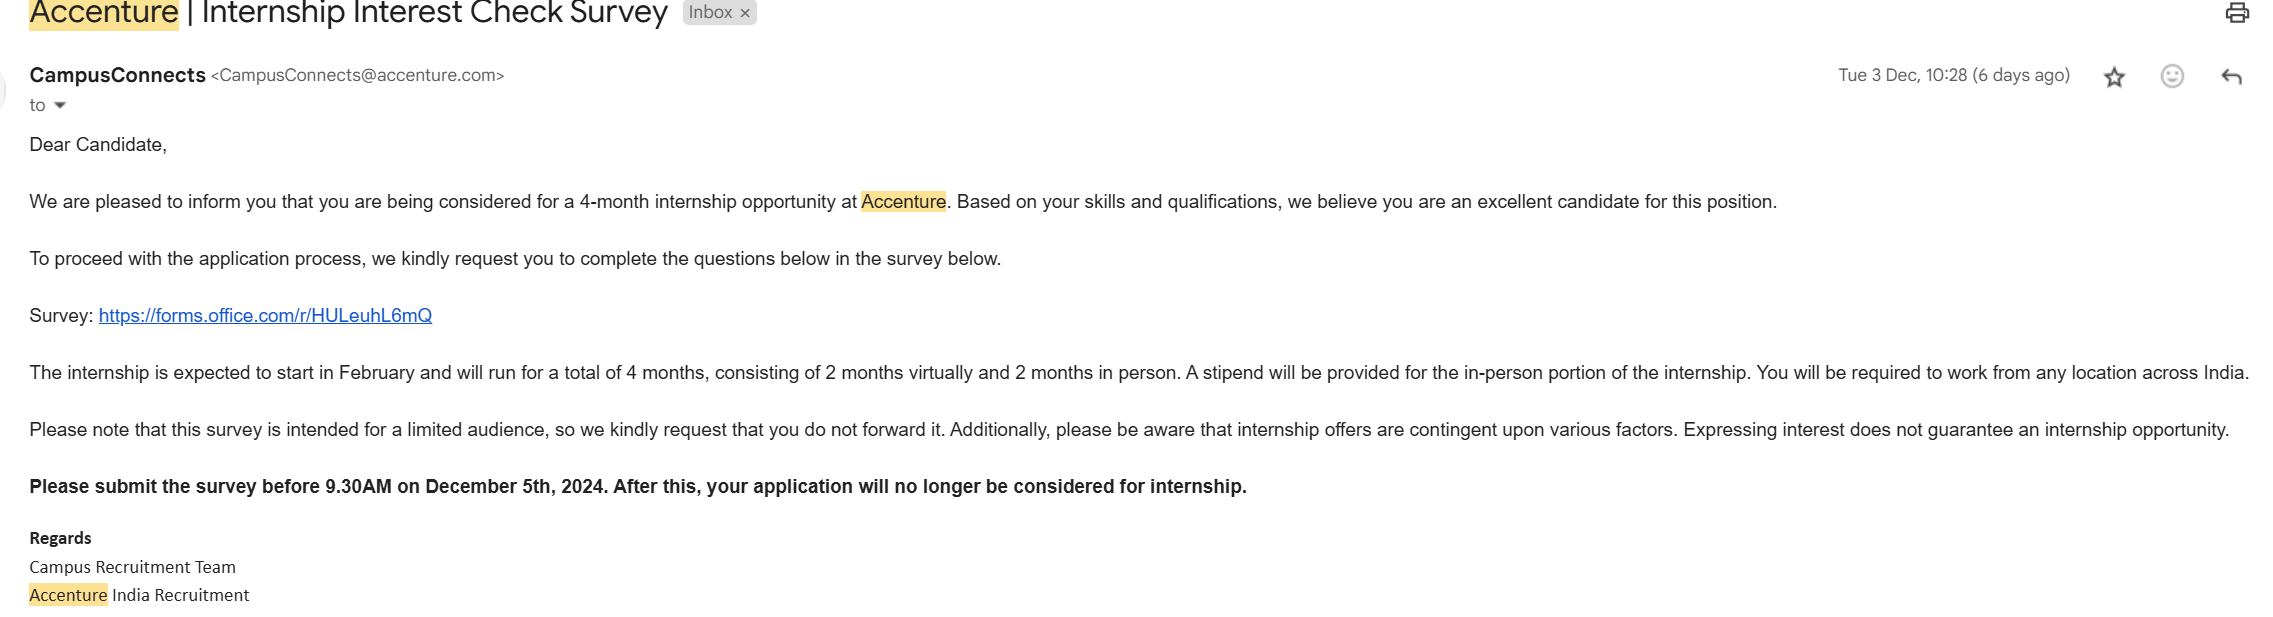 Accenture | Internship Interest Check Survey Inbox ×
CampusConnects <CampusConnects@accenture.com> Tue 3 Dec, 10:28 (6 days ago)
to
Dear Candidate,
We are pleased to inform you that you are being considered for a 4-month internship opportunity at Accenture. Based on your skills and qualifications, we believe you are an excellent candidate for this position.
To proceed with the application process, we kindly request you to complete the questions below in the survey below.
Survey: https://forms.office.com/r/HULeuhL6mQ
The internship is expected to start in February and will run for a total of 4 months, consisting of 2 months virtually and 2 months in person. A stipend will be provided for the in-person portion of the internship. You will be required to work from any location across India.
Please note that this survey is intended for a limited audience, so we kindly request that you do not forward it. Additionally, please be aware that internship offers are contingent upon various factors. Expressing interest does not guarantee an internship opportunity.
Please submit the survey before 9.30AM on December 5th, 2024. After this, your application will no longer be considered for internship.
Regards
Campus Recruitment Team
Accenture India Recruitment